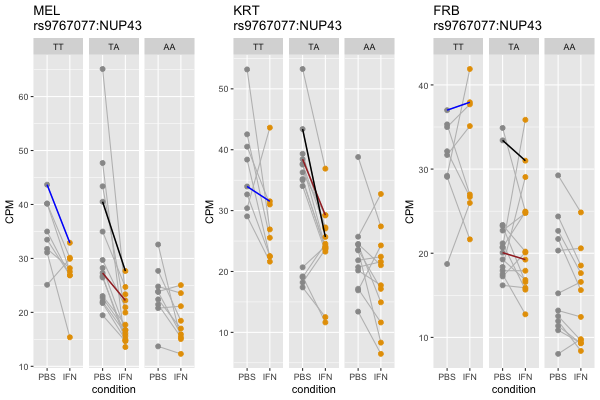 MEL
rs9767077:NUP43
TT TA AA
CPM
60
50
40
30
20
10
PBS IFN PBS IFN PBS IFN
condition
KRT
rs9767077:NUP43
TT TA AA
CPM
50
40
30
20
10
PBS IFN PBS IFN PBS IFN
condition
FRB
rs9767077:NUP43
TT TA AA
CPM
40
30
20
10
PBS IFN PBS IFN PBS IFN
condition